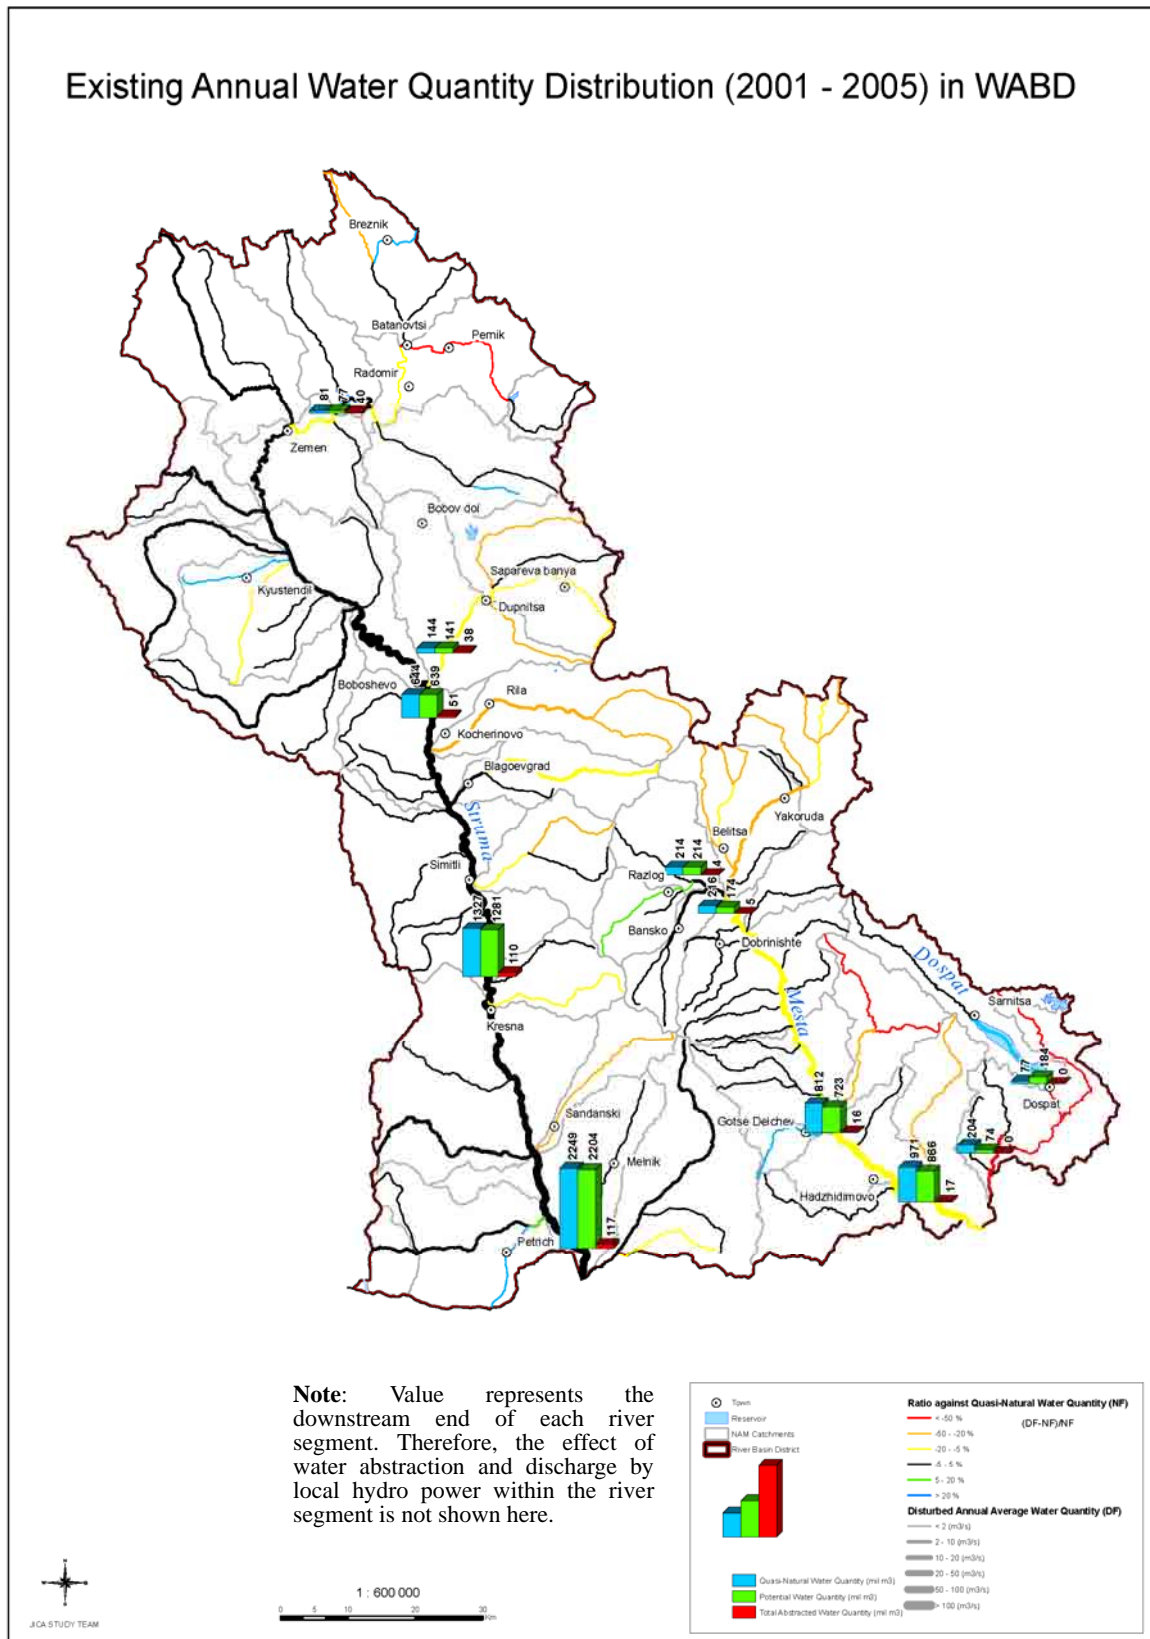 Existing Annual Water Quantity Distribution (2001 - 2005) in WABD
Breznik
Batanovtsi
Pernik
Radomir
81
77
40
Zemen
Bobov dol
Sapareva banya
Kyustendil
Dupnitsa
144
141
38
644
639
51
Boboshevo
Rila
Kocherinovo
Blagoevgrad
Struma
Yakoruda
Belitsa
Simitli
214
214
4
Razlog
216
174
5
Bansko
Dobrinishte
1327
1281
110
Dospat
Sarnitsa
Mesta
Kresna
77
184
0
Dospat
812
723
16
Sandanski
Gotse Delchev
204
74
0
2249
2204
117
Melnik
971
866
17
Hadzhidimovo
Petrich
Note: Value represents the
downstream end of each river
segment. Therefore, the effect of
water abstraction and discharge by
local hydro power within the river
segment is not shown here.
Town
Reservoir
NAM Catchments
River Basin District
Quasi-Natural Water Quantity (mil m3)
Potential Water Quantity (mil m3)
Total Abstracted Water Quantity (mil m3)
Ratio against Quasi-Natural Water Quantity (NF)
(DF-NF)/NF
< -50 %
-50 - -20 %
-20 - -5 %
-5 - 5 %
5 - 20 %
> 20 %
Disturbed Annual Average Water Quantity (DF)
< 2 (m3/s)
2 - 10 (m3/s)
10 - 20 (m3/s)
20 - 50 (m3/s)
50 - 100 (m3/s)
> 100 (m3/s)
N
W
E
S
JICA STUDY TEAM
1 : 600 000
0 5 10 20 30
Km